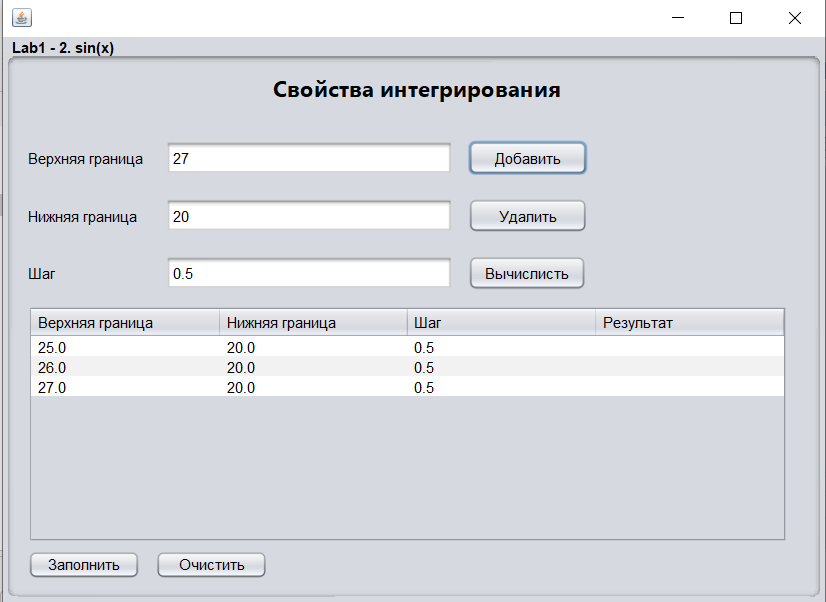 Lab1 - 2. sin(x)
Свойства интегрирования
Верхняя граница 27 Добавить
Нижняя граница 20 Удалить
Шаг 0.5 Вычислисть
Верхняя граница Нижняя граница Шаг Результат
25.0 20.0 0.5
26.0 20.0 0.5
27.0 20.0 0.5
Заполнить Очистить